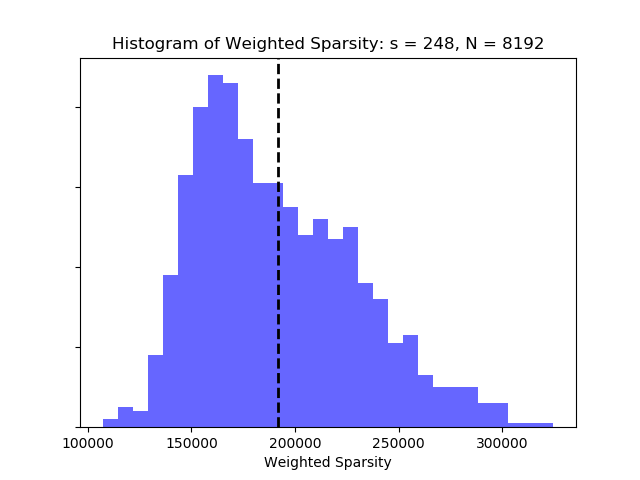 Histogram of Weighted Sparsity: s = 248, N = 8192
100000 150000 200000 250000 300000
Weighted Sparsity